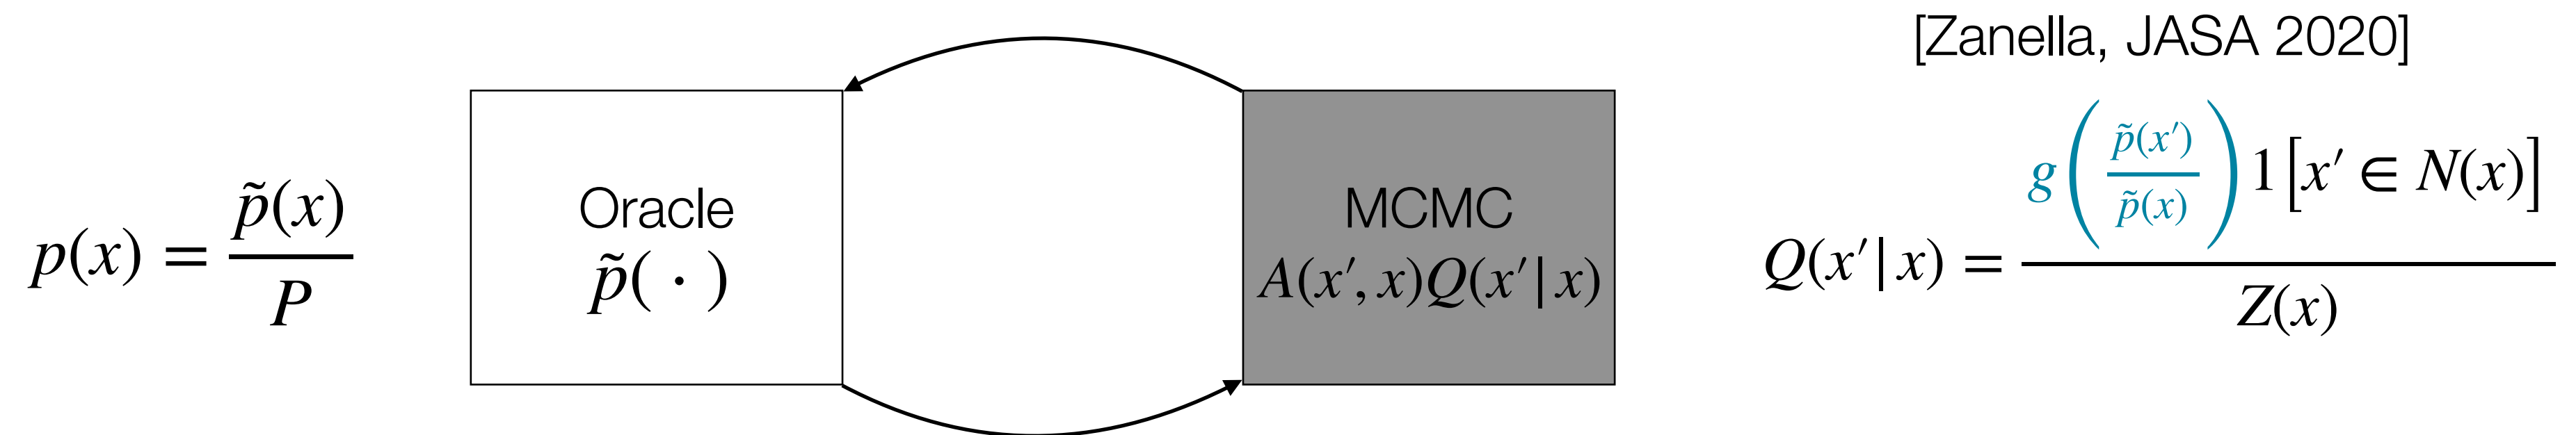 [Zanella, JASA 2020]
p(x) = p̃(x) / P
Oracle
p̃( · )
MCMC
A(x′, x)Q(x′|x)
Q(x′|x) = g(p̃(x′) / p̃(x)) 1[x′ ∈ N(x)] / Z(x)